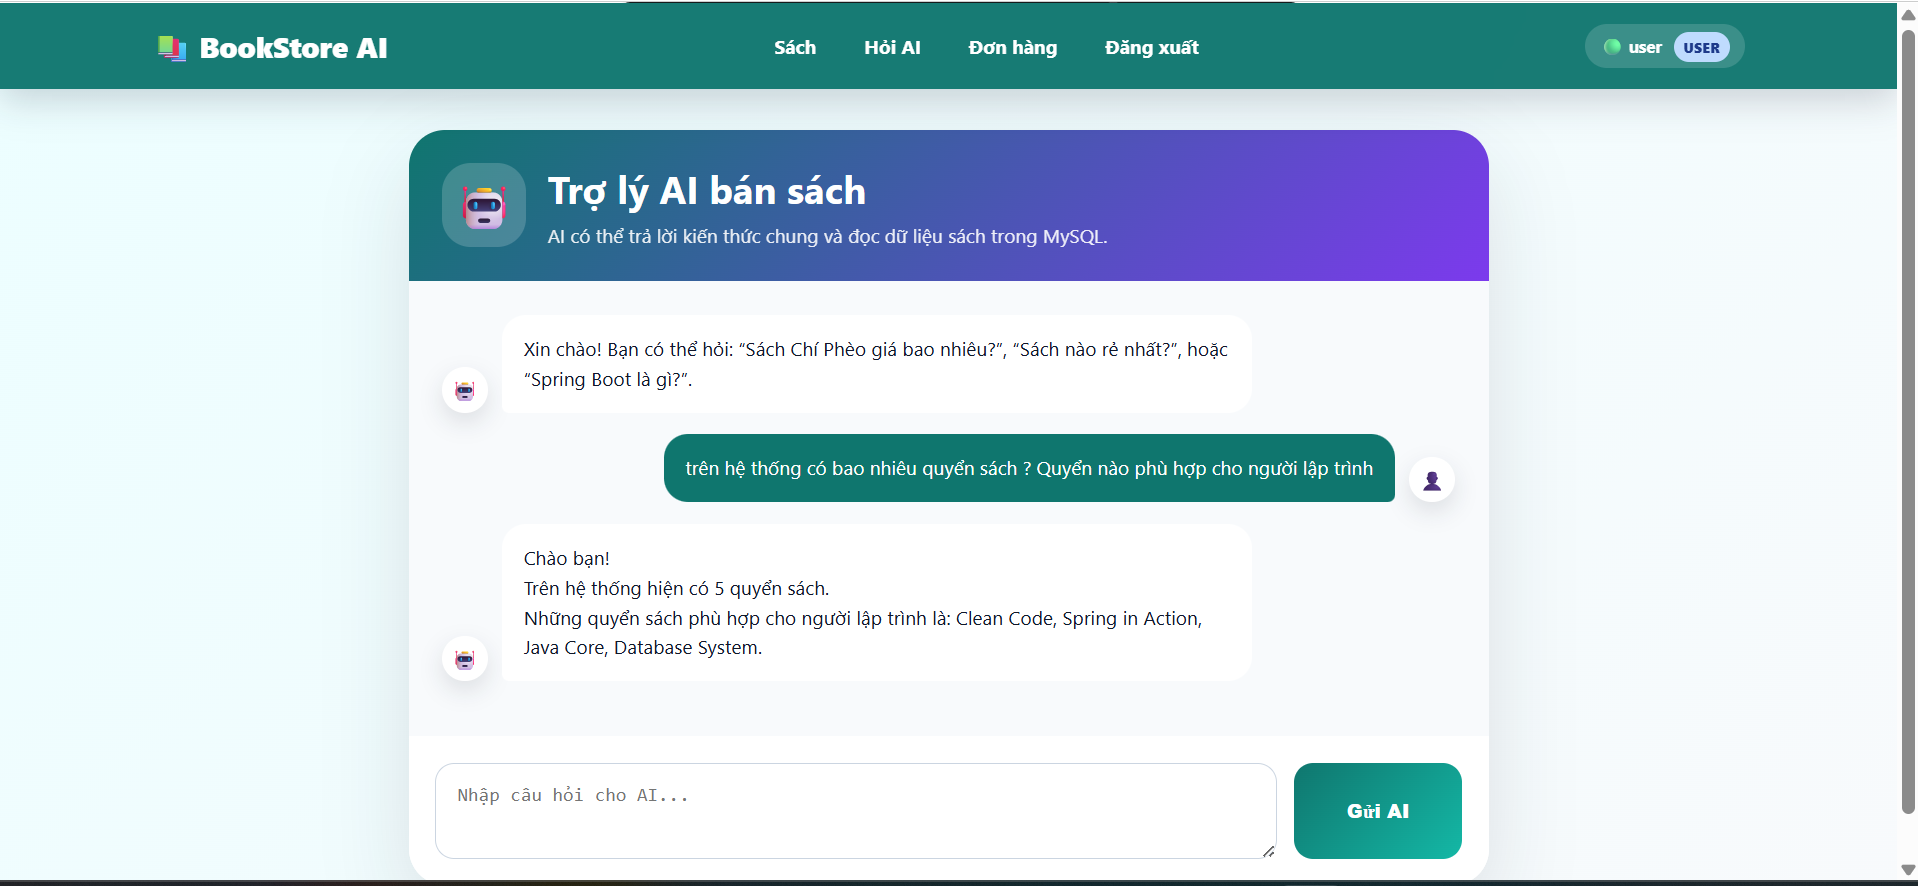 BookStore AI
Sách
Hỏi AI
Đơn hàng
Đăng xuất
user
USER
Trợ lý AI bán sách
AI có thể trả lời kiến thức chung và đọc dữ liệu sách trong MySQL.
Xin chào! Bạn có thể hỏi: “Sách Chí Phèo giá bao nhiêu?”, “Sách nào rẻ nhất?”, hoặc
“Spring Boot là gì?”.
trên hệ thống có bao nhiêu quyển sách ? Quyển nào phù hợp cho người lập trình
Chào bạn!
Trên hệ thống hiện có 5 quyển sách.
Những quyển sách phù hợp cho người lập trình là: Clean Code, Spring in Action,
Java Core, Database System.
Nhập câu hỏi cho AI...
Gửi AI